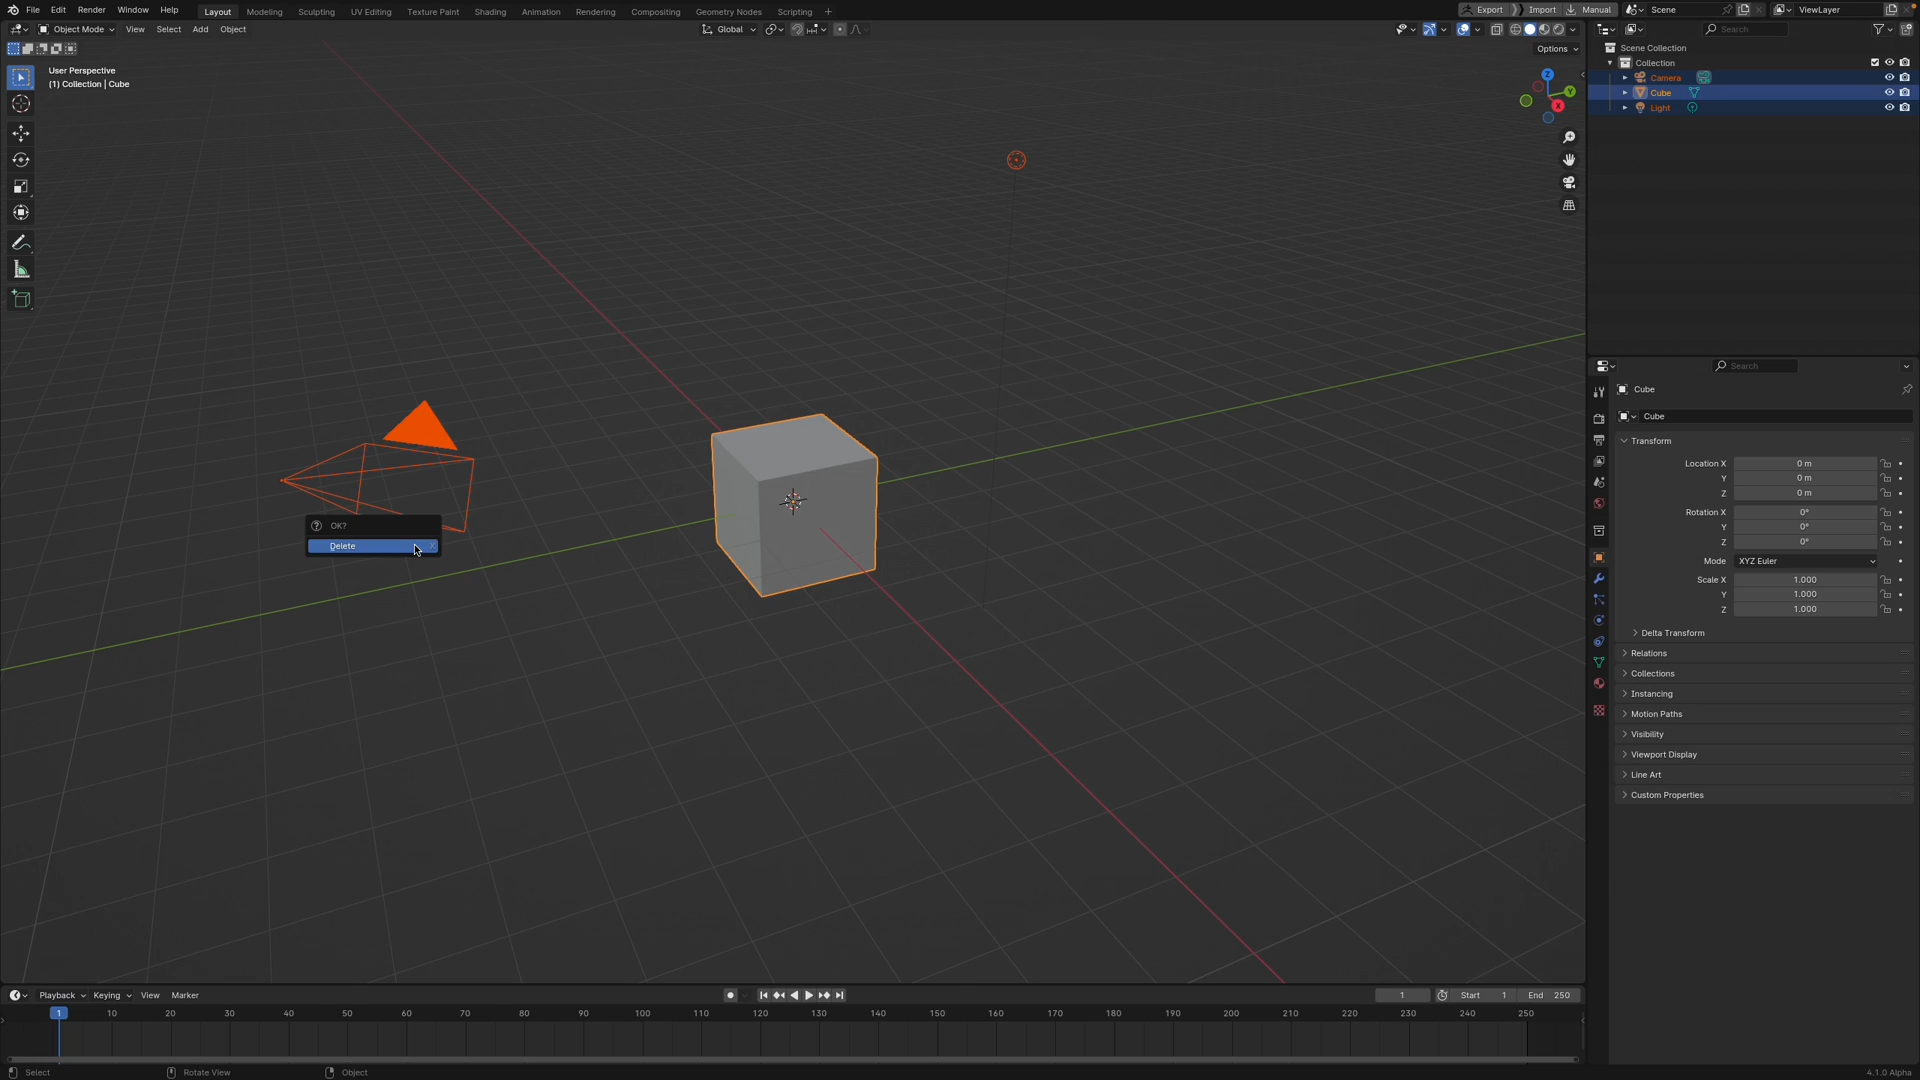 File Edit Render Window Help Layout Modeling Sculpting UV Editing Texture Paint Shading Animation Rendering Compositing Geometry Nodes Scripting + Export Import Manual Scene ViewLayer
Object Mode View Select Add Object Global Search
Options
User Perspective
(1) Collection | Cube
Scene Collection
Collection
Camera
Cube
Light
Z
Y
X
OK?
Delete X
Search
Cube
Cube
Transform
Location X 0 m
Y 0 m
Z 0 m
Rotation X 0°
Y 0°
Z 0°
Mode XYZ Euler
Scale X 1.000
Y 1.000
Z 1.000
Delta Transform
Relations
Collections
Instancing
Motion Paths
Visibility
Viewport Display
Line Art
Custom Properties
Playback Keying View Marker 1 Start 1 End 250
1 10 20 30 40 50 60 70 80 90 100 110 120 130 140 150 160 170 180 190 200 210 220 230 240 250
Select Rotate View Object 4.1.0 Alpha